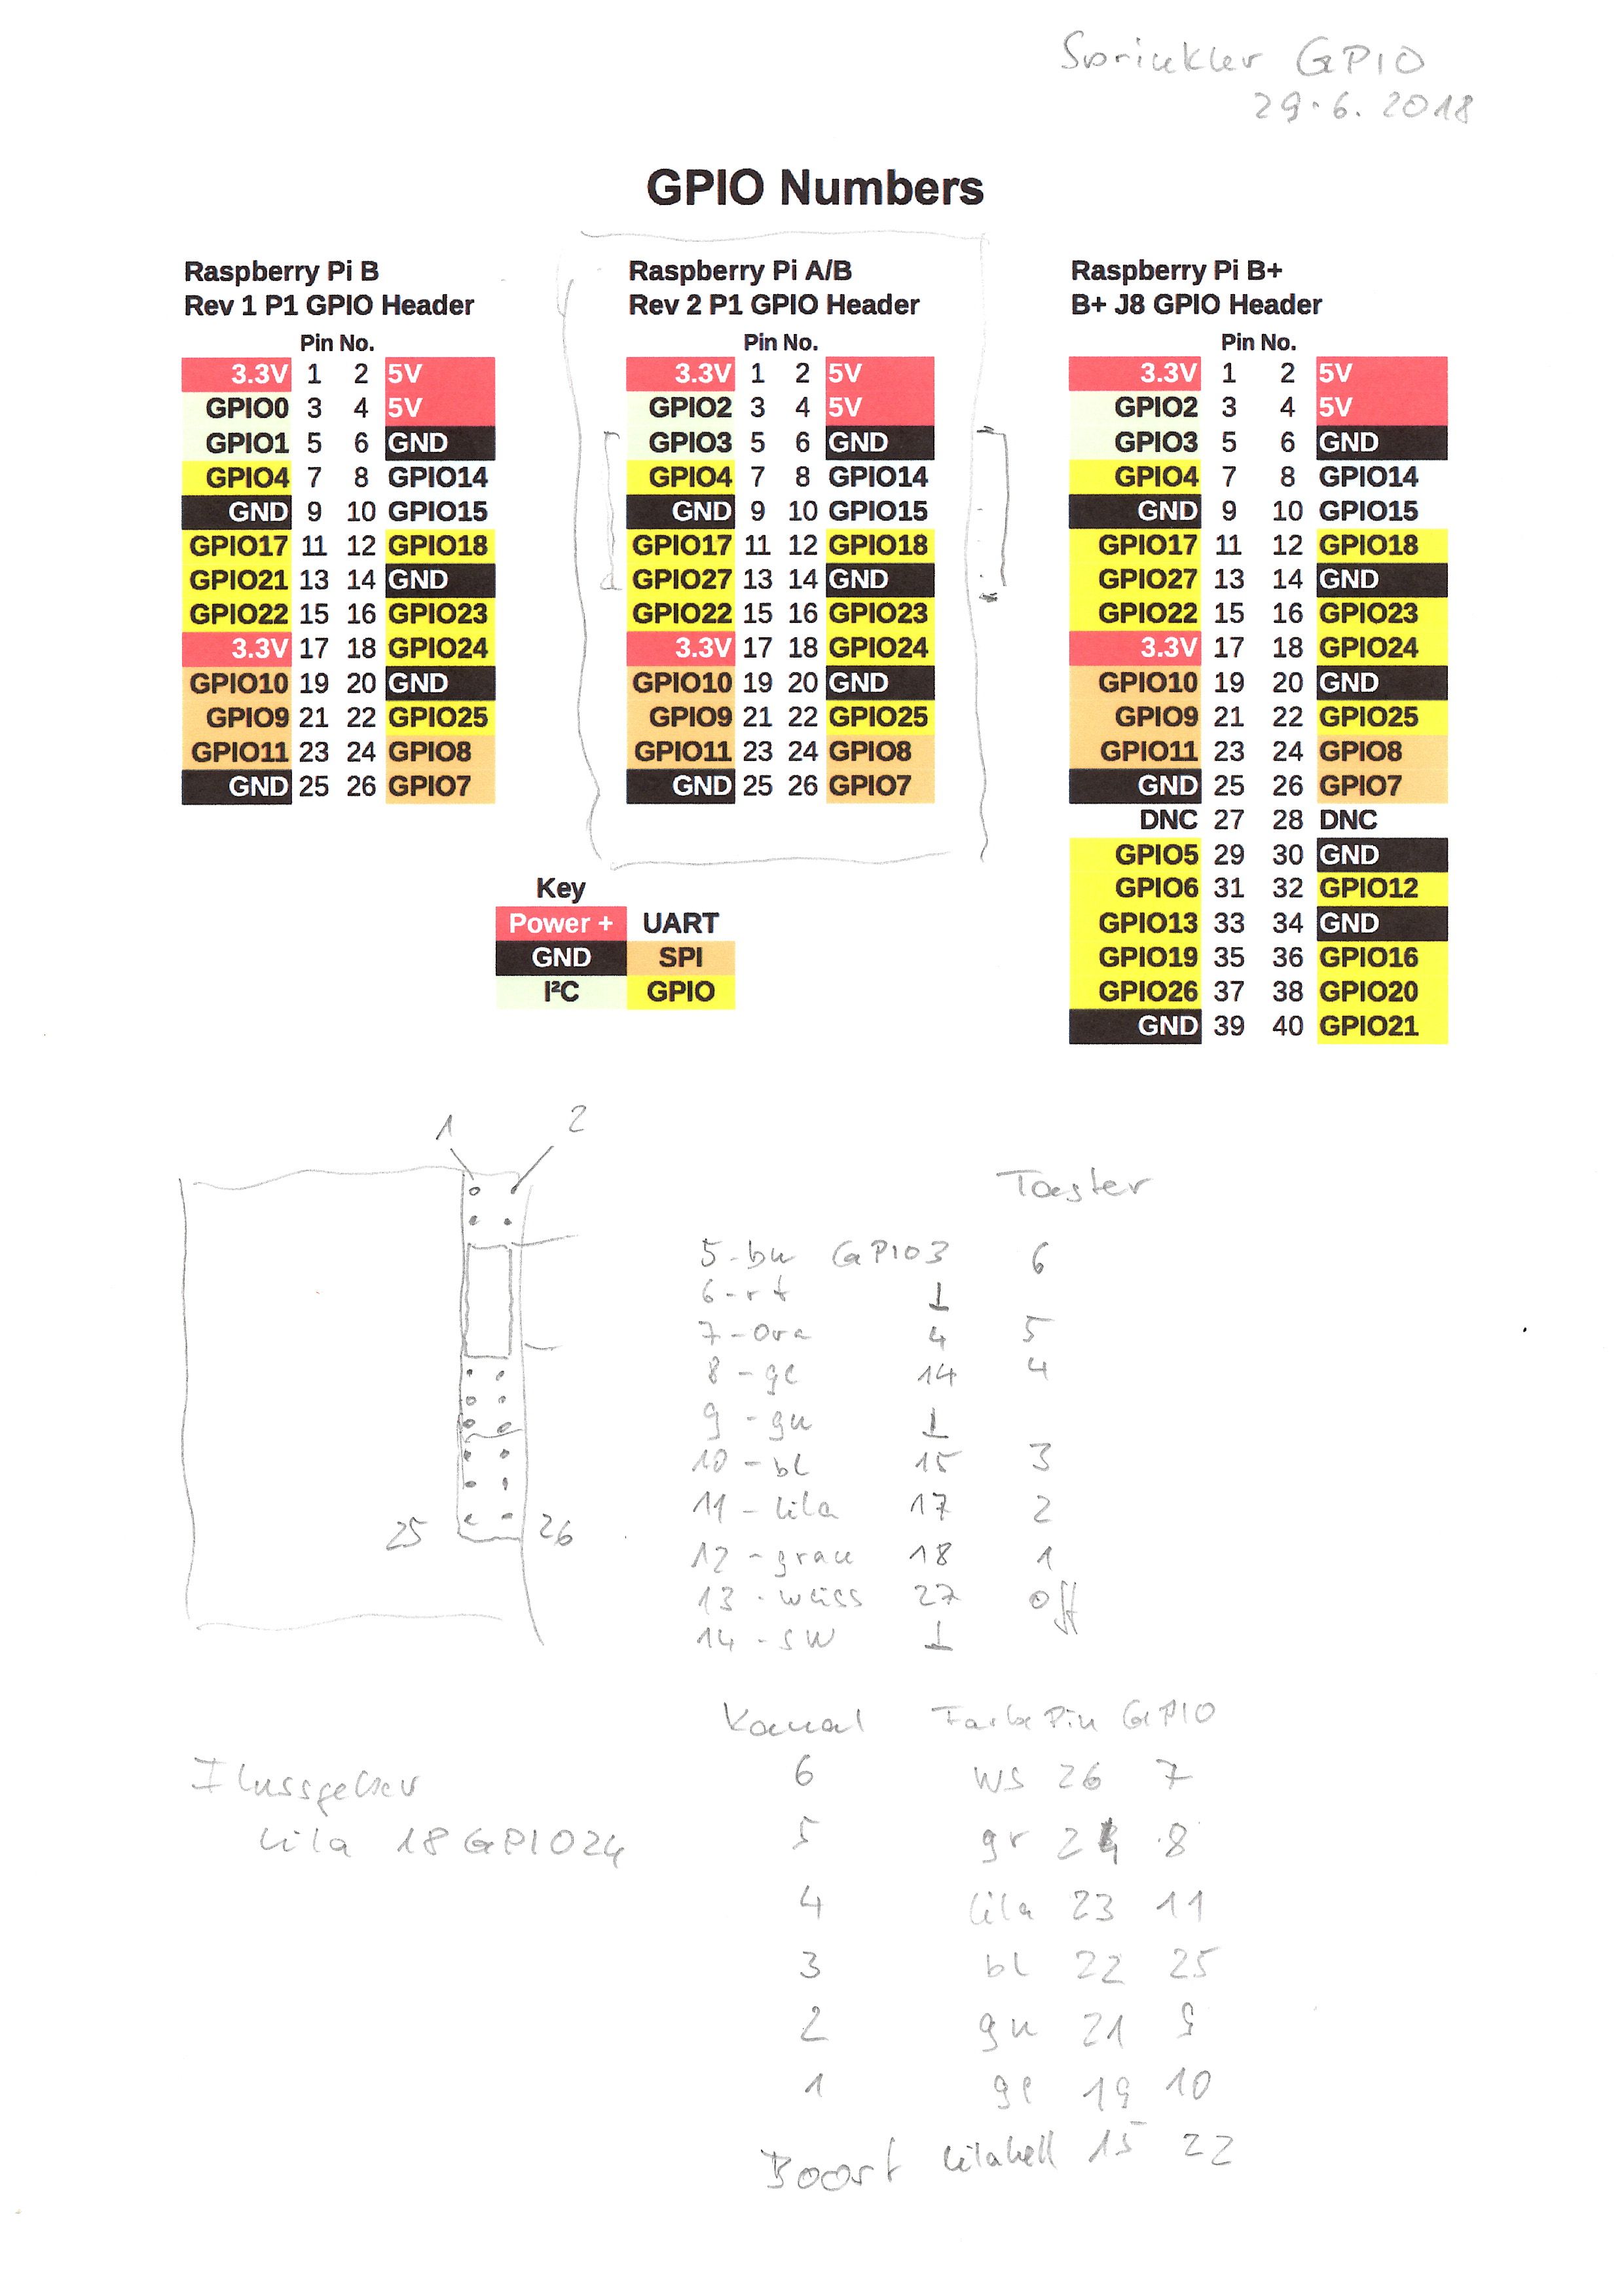 Sprinkler GPIO
29.6.2018
GPIO Numbers
Raspberry Pi B
Rev 1 P1 GPIO Header
Pin No.
3.3V 1 2 5V
GPIO0 3 4 5V
GPIO1 5 6 GND
GPIO4 7 8 GPIO14
GND 9 10 GPIO15
GPIO17 11 12 GPIO18
GPIO21 13 14 GND
GPIO22 15 16 GPIO23
3.3V 17 18 GPIO24
GPIO10 19 20 GND
GPIO9 21 22 GPIO25
GPIO11 23 24 GPIO8
GND 25 26 GPIO7
Raspberry Pi A/B
Rev 2 P1 GPIO Header
Pin No.
3.3V 1 2 5V
GPIO2 3 4 5V
GPIO3 5 6 GND
GPIO4 7 8 GPIO14
GND 9 10 GPIO15
GPIO17 11 12 GPIO18
GPIO27 13 14 GND
GPIO22 15 16 GPIO23
3.3V 17 18 GPIO24
GPIO10 19 20 GND
GPIO9 21 22 GPIO25
GPIO11 23 24 GPIO8
GND 25 26 GPIO7
Raspberry Pi B+
B+ J8 GPIO Header
Pin No.
3.3V 1 2 5V
GPIO2 3 4 5V
GPIO3 5 6 GND
GPIO4 7 8 GPIO14
GND 9 10 GPIO15
GPIO17 11 12 GPIO18
GPIO27 13 14 GND
GPIO22 15 16 GPIO23
3.3V 17 18 GPIO24
GPIO10 19 20 GND
GPIO9 21 22 GPIO25
GPIO11 23 24 GPIO8
GND 25 26 GPIO7
DNC 27 28 DNC
GPIO5 29 30 GND
GPIO6 31 32 GPIO12
GPIO13 33 34 GND
GPIO19 35 36 GPIO16
GPIO26 37 38 GPIO20
GND 39 40 GPIO21
Key
Power + UART
GND SPI
I²C GPIO
1 2
25 26
Taster
5-bn GPIO3 6
6-rt ⊥
7-ora 4 5
8-ge 14 4
9-gn ⊥
10-bl 15 3
11-lila 17 2
12-grau 18 1
13-weiss 27 off
14-sw ⊥
Flussgeber
lila 18 GPIO24
Kanal Farbe Pin GPIO
6 ws 26 7
5 gr 24 8
4 lila 23 11
3 bl 22 25
2 gn 21 9
1 ge 19 10
Boost lilahell 15 22